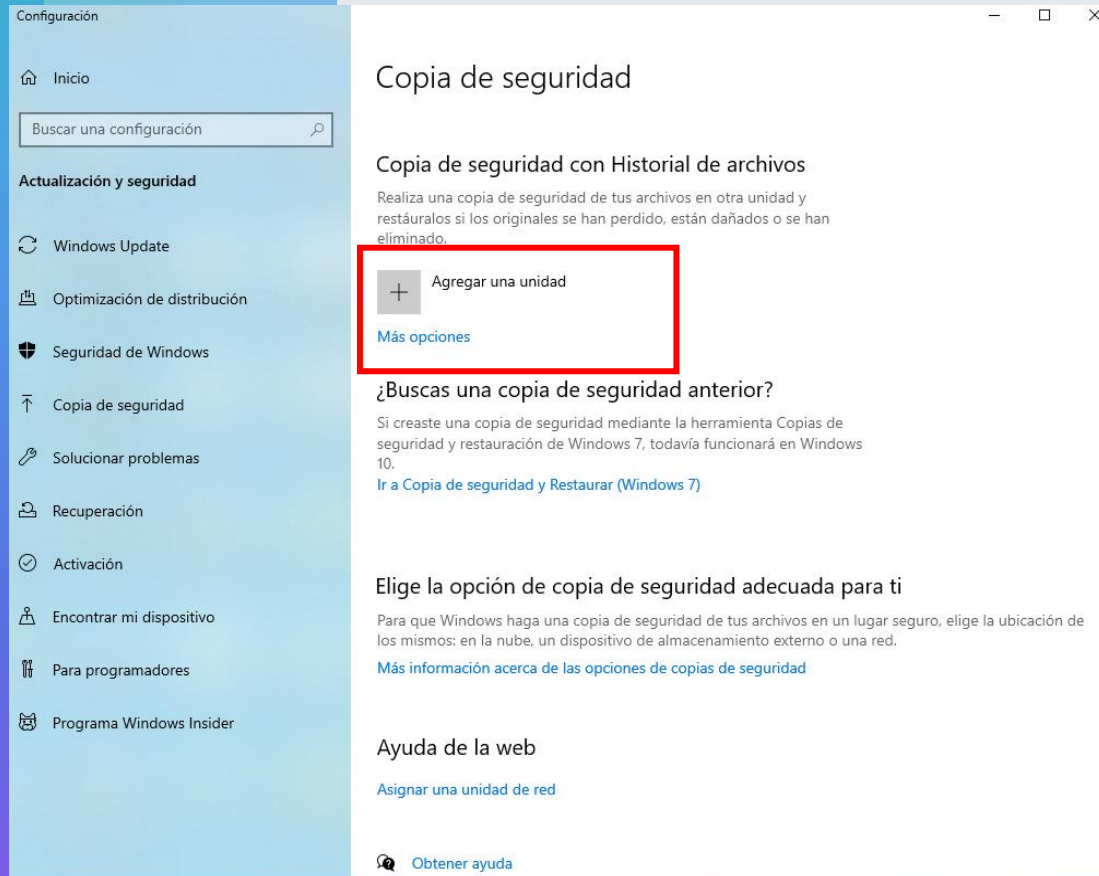 Configuración
Inicio
Buscar una configuración
Actualización y seguridad
Windows Update
Optimización de distribución
Seguridad de Windows
Copia de seguridad
Solucionar problemas
Recuperación
Activación
Encontrar mi dispositivo
Para programadores
Programa Windows Insider
Copia de seguridad
Copia de seguridad con Historial de archivos
Realiza una copia de seguridad de tus archivos en otra unidad y
restáuralos si los originales se han perdido, están dañados o se han
eliminado.
Agregar una unidad
Más opciones
¿Buscas una copia de seguridad anterior?
Si creaste una copia de seguridad mediante la herramienta Copias de
seguridad y restauración de Windows 7, todavía funcionará en Windows
10.
Ir a Copia de seguridad y Restaurar (Windows 7)
Elige la opción de copia de seguridad adecuada para ti
Para que Windows haga una copia de seguridad de tus archivos en un lugar seguro, elige la ubicación de
los mismos: en la nube, un dispositivo de almacenamiento externo o una red.
Más información acerca de las opciones de copias de seguridad
Ayuda de la web
Asignar una unidad de red
Obtener ayuda